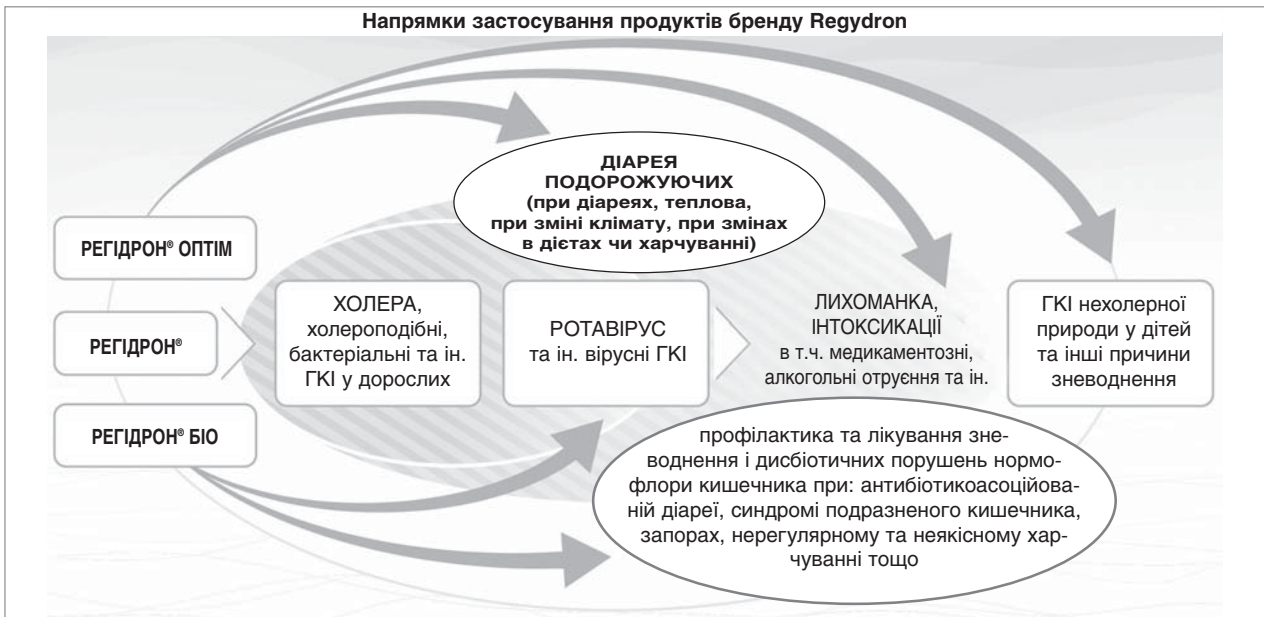 Напрямки застосування продуктів бренду Regydron
ДІАРЕЯ
ПОДОРОЖУЮЧИХ
(при діареях, теплова,
при зміні клімату, при змінах
в дієтах чи харчуванні)
РЕГІДРОН® ОПТІМ
РЕГІДРОН®
РЕГІДРОН® БІО
ХОЛЕРА,
холероподібні,
бактеріальні та ін.
ГКІ у дорослих
РОТАВІРУС
та ін. вірусні ГКІ
ЛИХОМАНКА,
ІНТОКСИКАЦІЇ
в т.ч. медикаментозні,
алкогольні отруєння та ін.
ГКІ нехолерної
природи у дітей
та інші причини
зневоднення
профілактика та лікування зне-
воднення і дисбіотичних порушень нормо-
флори кишечника при: антибіотикоасоційова-
ній діареї, синдромі подразненого кишечника,
запорах, нерегулярному та неякісному хар-
чуванні тощо